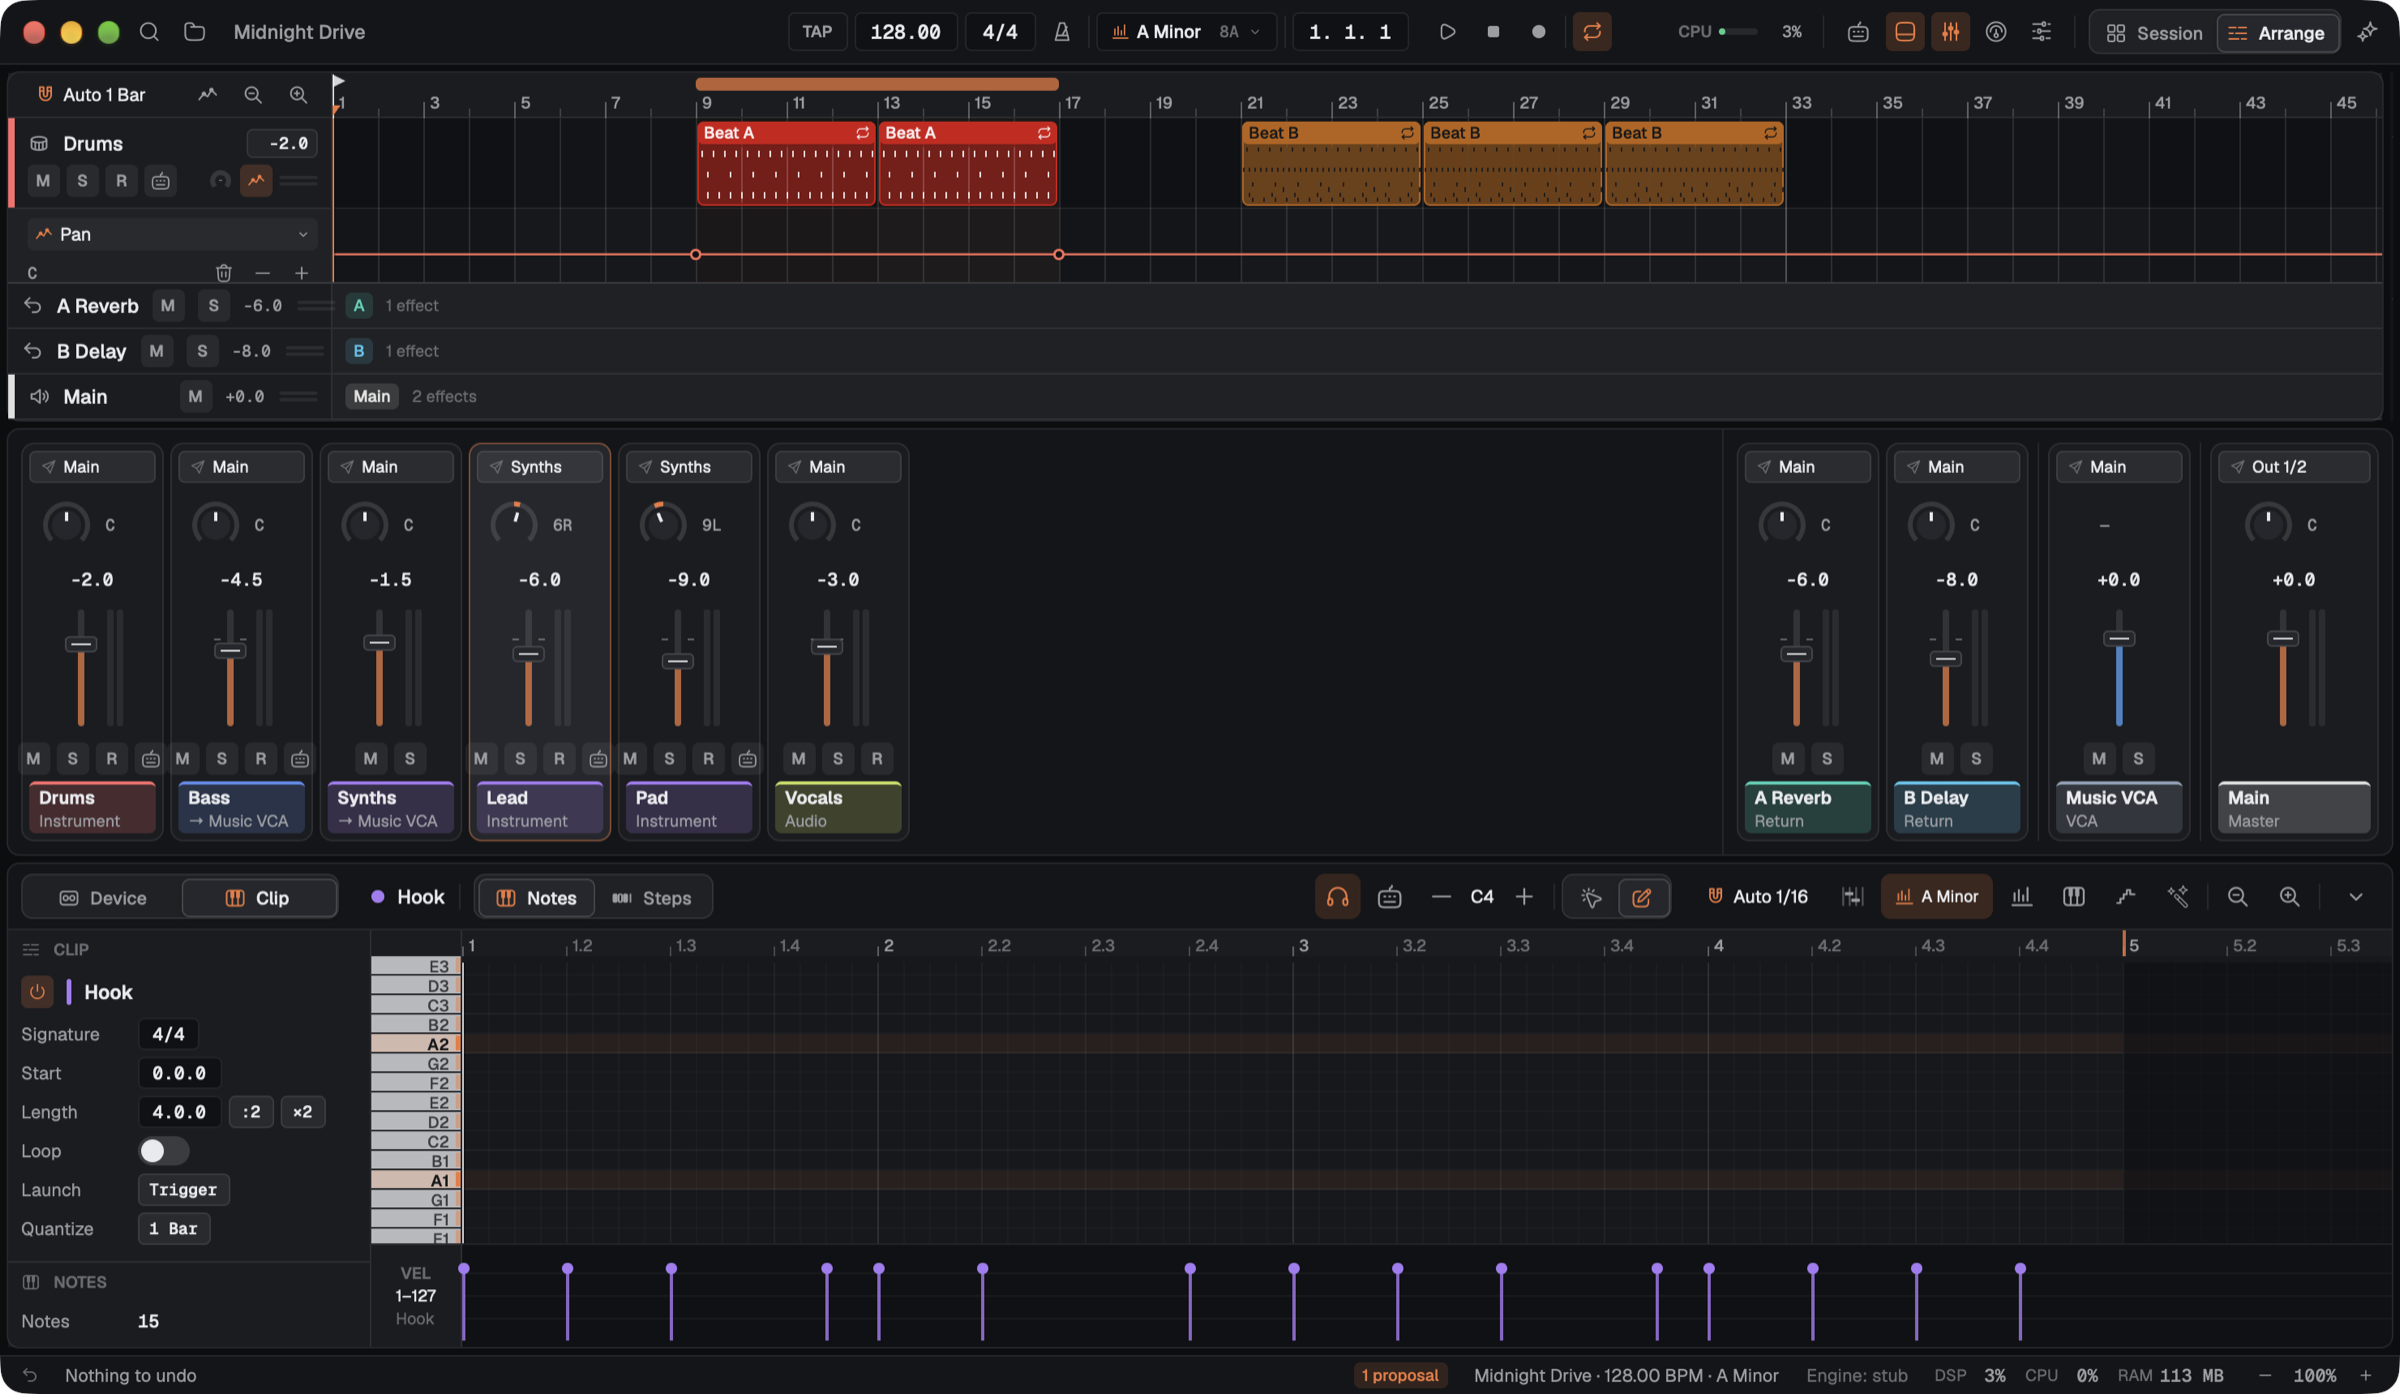 Midnight Drive
TAP 128.00 4/4 A Minor 8A 1. 1. 1 CPU 3% Session Arrange
Auto 1 Bar
1 3 5 7 9 11 13 15 17 19 21 23 25 27 29 31 33 35 37 39 41 43 45
Drums -2.0
Beat A Beat A Beat B Beat B Beat B
M S R
Pan
C
A Reverb M S -6.0 A 1 effect
B Delay M S -8.0 B 1 effect
Main M +0.0 Main 2 effects
Main Main Main Synths Synths Main Main Main Main Out 1/2
C C C 6R 9L C C C – C
-2.0 -4.5 -1.5 -6.0 -9.0 -3.0 -6.0 -8.0 +0.0 +0.0
M S R M S R M S M S R M S R M S R M S M S M S
Drums Bass Synths Lead Pad Vocals A Reverb B Delay Music VCA Main
Instrument → Music VCA → Music VCA Instrument Instrument Audio Return Return VCA Master
Device Clip Hook Notes Steps C4 Auto 1/16 A Minor
CLIP
1 1.2 1.3 1.4 2 2.2 2.3 2.4 3 3.2 3.3 3.4 4 4.2 4.3 4.4 5 5.2 5.3
Hook
Signature 4/4
Start 0.0.0
Length 4.0.0 :2 ×2
Loop
Launch Trigger
Quantize 1 Bar
E3
D3
C3
B2
A2
G2
F2
E2
D2
C2
B1
A1
G1
F1
E1
NOTES
Notes 15
VEL
1–127
Hook
Nothing to undo 1 proposal Midnight Drive · 128.00 BPM · A Minor Engine: stub DSP 3% CPU 0% RAM 113 MB 100%